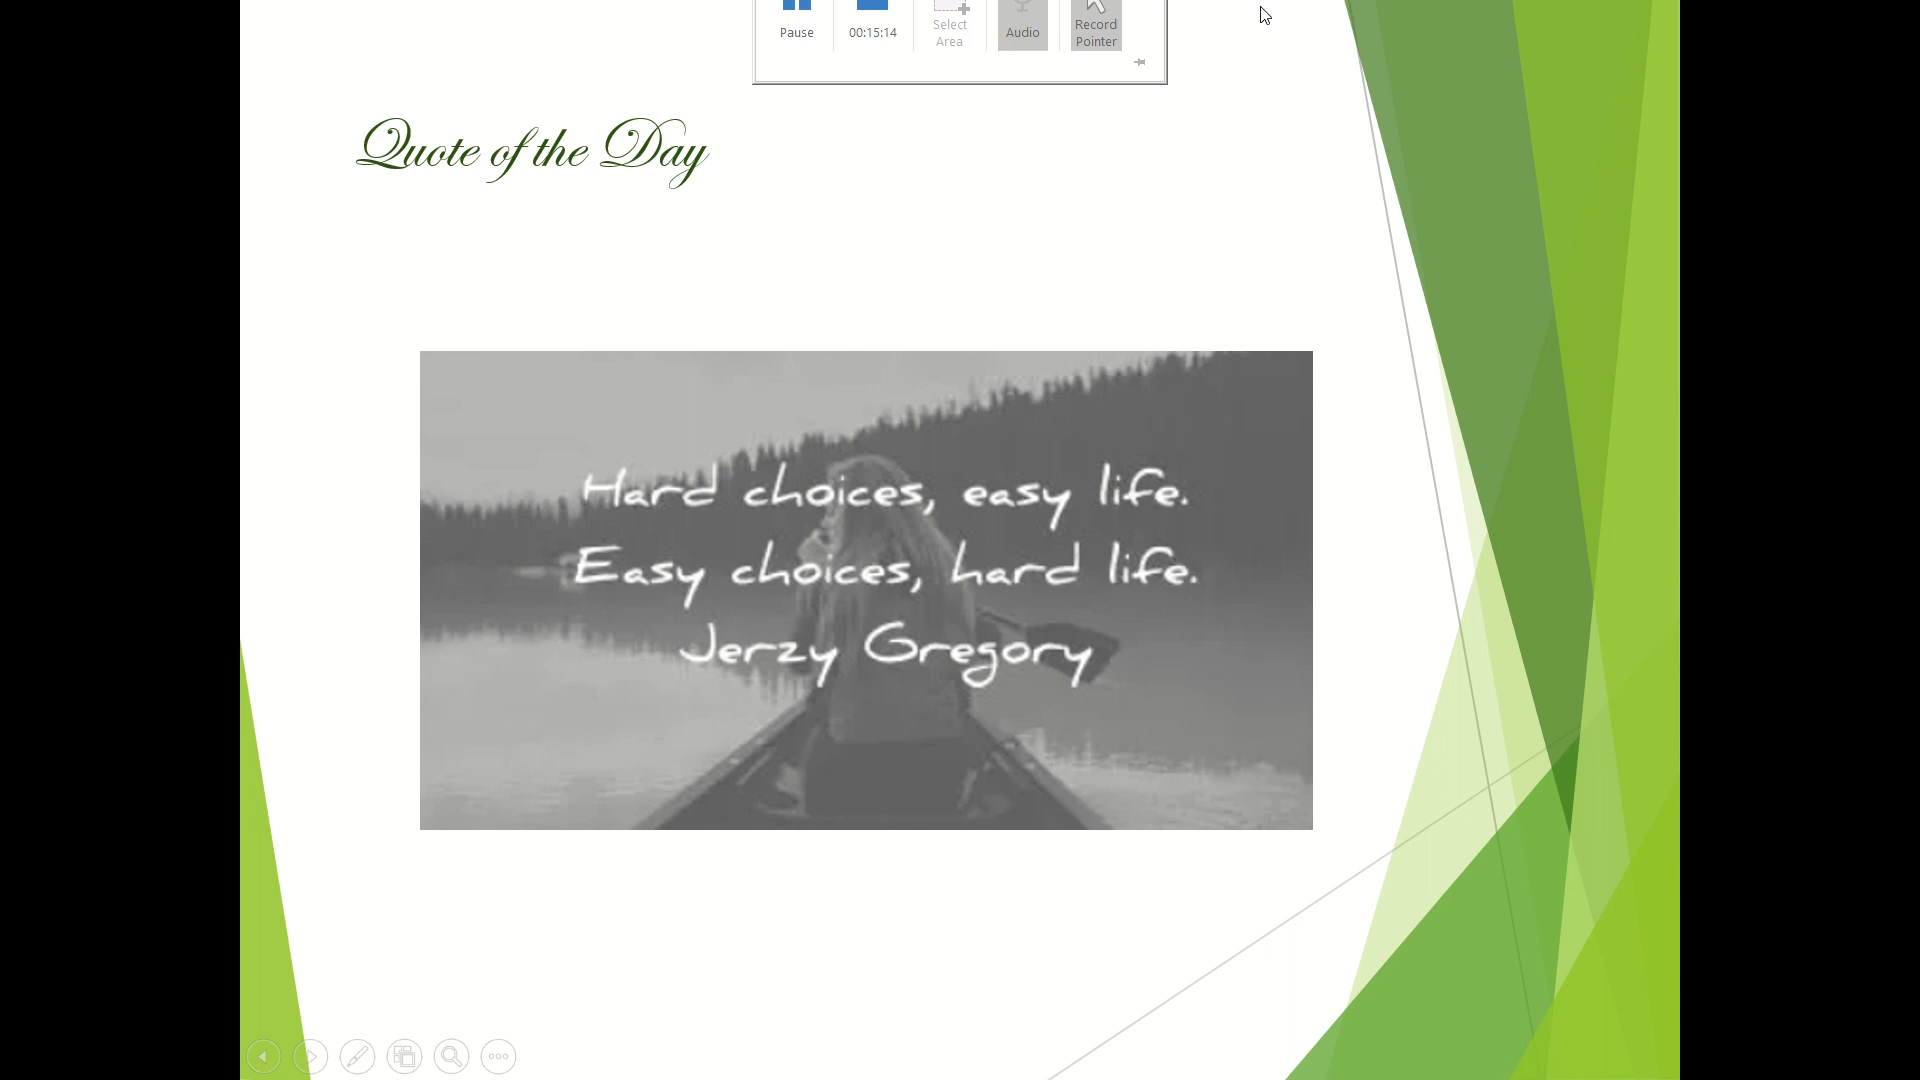 Pause
00:15:14
Select
Area
Audio
Record
Pointer
Quote of the Day
Hard choices, easy life.
Easy choices, hard life.
Jerzy Gregory